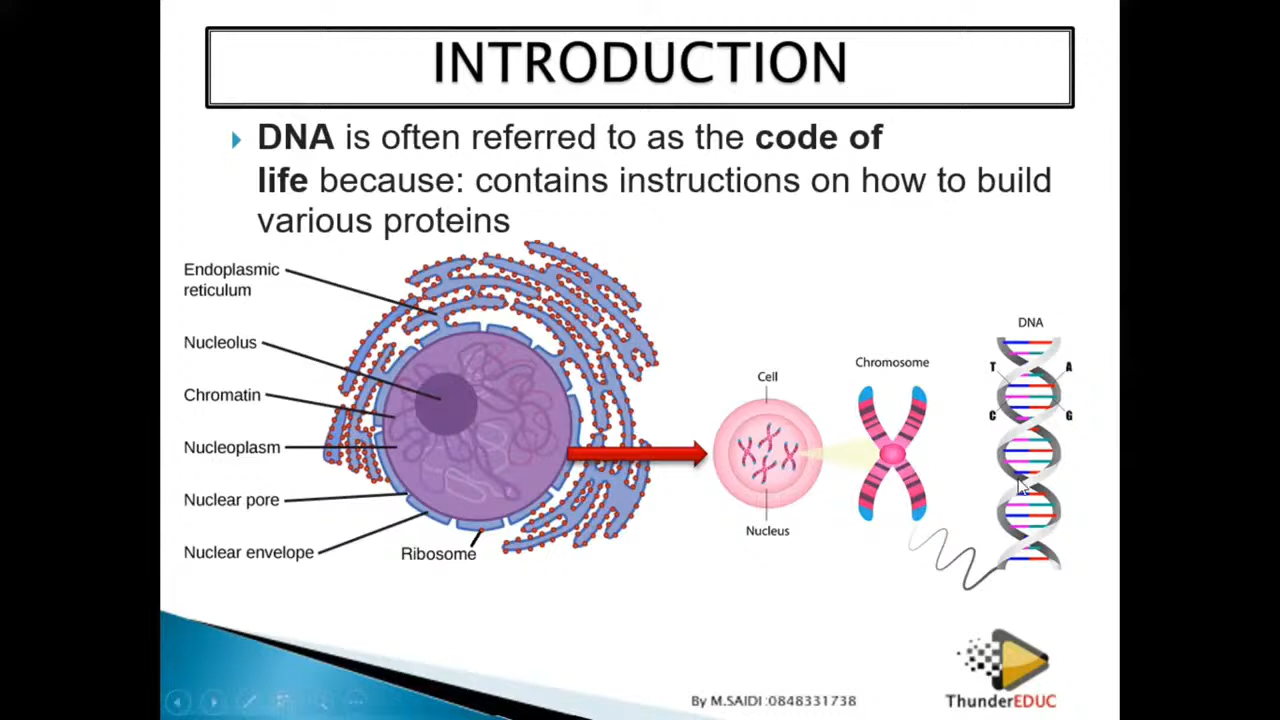 INTRODUCTION
DNA is often referred to as the code of
life because: contains instructions on how to build
various proteins
Endoplasmic
reticulum
Nucleolus
Chromatin
Nucleoplasm
Nuclear pore
Nuclear envelope
Ribosome
Cell
Nucleus
Chromosome
DNA
T A
C G
By M.SAIDI :0848331738
ThunderEDUC